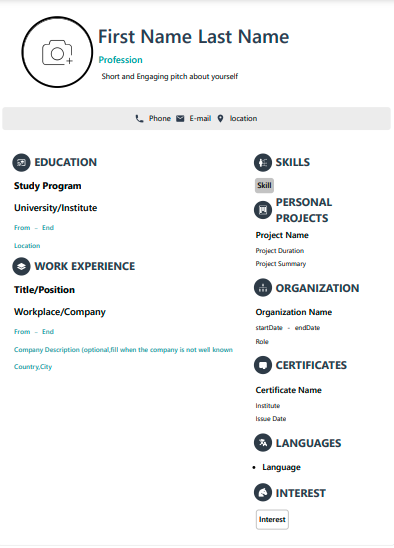 First Name Last Name
Profession
Short and Engaging pitch about yourself
Phone E-mail location
EDUCATION
Study Program
University/Institute
From - End
Location
WORK EXPERIENCE
Title/Position
Workplace/Company
From - End
Company Description (optional,fill when the company is not well known
Country,City
SKILLS
Skill
PERSONAL
PROJECTS
Project Name
Project Duration
Project Summary
ORGANIZATION
Organization Name
startDate - endDate
Role
CERTIFICATES
Certificate Name
Institute
Issue Date
LANGUAGES
Language
INTEREST
Interest